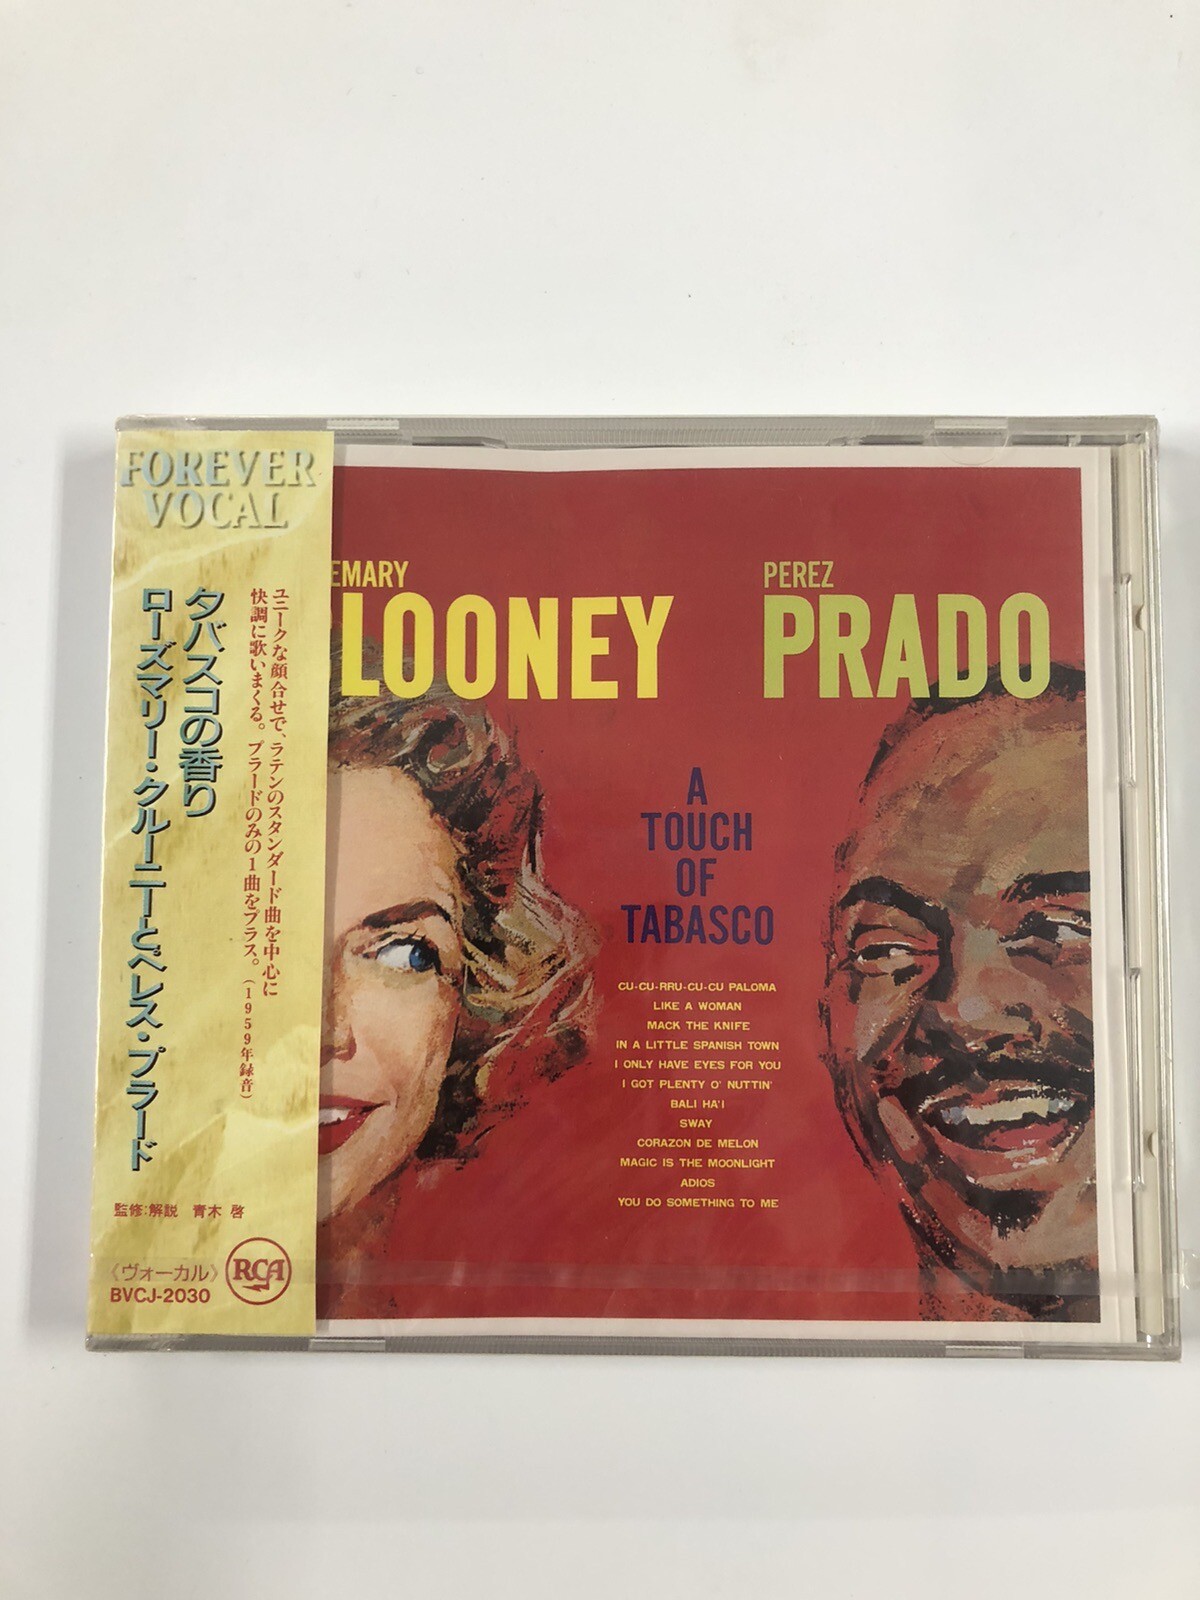 FOREVER
VOCAL
ユニークな顔合せで、ラテンのスタンダード曲を中心に
快調に歌いまくる。プラードのみの1曲をプラス。(1959年録音)
タバスコの香り
ローズマリー・クルーニーとペレス・プラード
監修:解説 青木 啓
《ヴォーカル》
BVCJ-2030
RCA
EMARY
LOONEY
PEREZ
PRADO
A
TOUCH
OF
TABASCO
CU-CU-RRU-CU-CU PALOMA
LIKE A WOMAN
MACK THE KNIFE
IN A LITTLE SPANISH TOWN
I ONLY HAVE EYES FOR YOU
I GOT PLENTY O' NUTTIN'
BALI HA'I
SWAY
CORAZON DE MELON
MAGIC IS THE MOONLIGHT
ADIOS
YOU DO SOMETHING TO ME